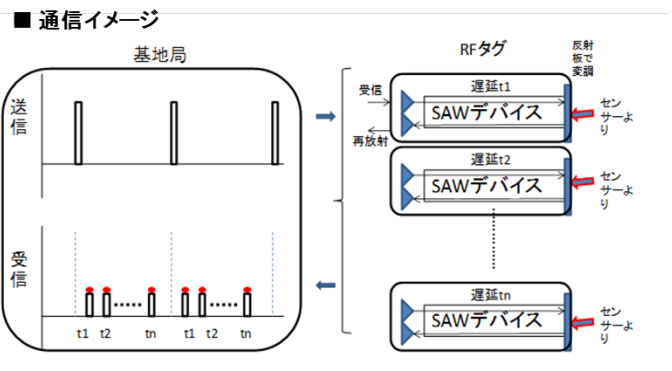 ■ 通信イメージ
基地局
送信
受信
t1 t2 …… tn t1 t2 …… tn
RFタグ
反射
板で
変調
受信
再放射
遅延t1
SAWデバイス
セン
サーよ
り
遅延t2
SAWデバイス
セン
サーよ
り
遅延tn
SAWデバイス
セン
サーよ
り